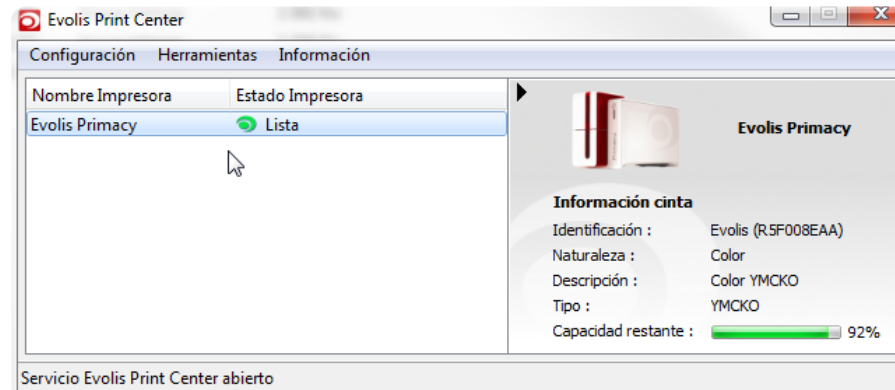 Evolis Print Center
Configuración Herramientas Información
Nombre Impresora Estado Impresora
Evolis Primacy Lista
Evolis Primacy
Información cinta
Identificación : Evolis (R5F008EAA)
Naturaleza : Color
Descripción : Color YMCKO
Tipo : YMCKO
Capacidad restante : 92%
Servicio Evolis Print Center abierto